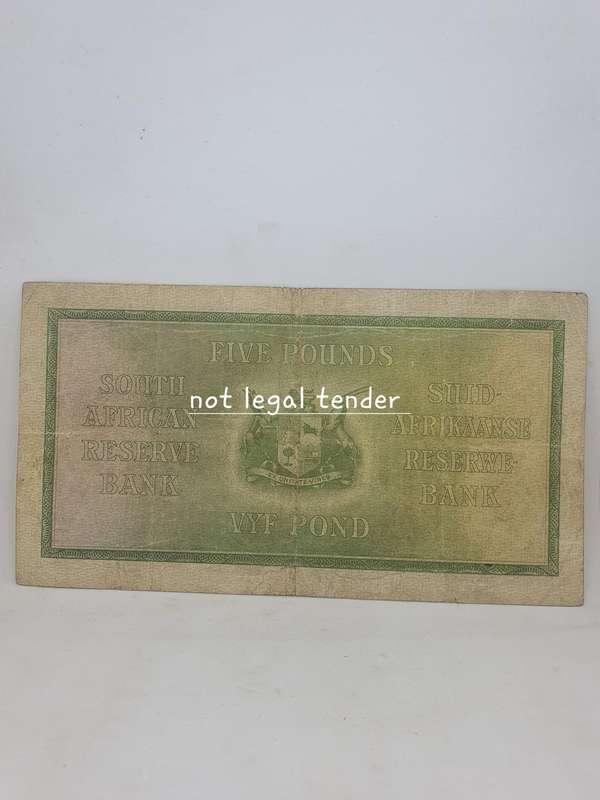 FIVE POUNDS
SOUTH
AFRICAN
RESERVE
BANK
not legal tender
SUID-
AFRIKAANSE
RESERWE-
BANK
VYF POND